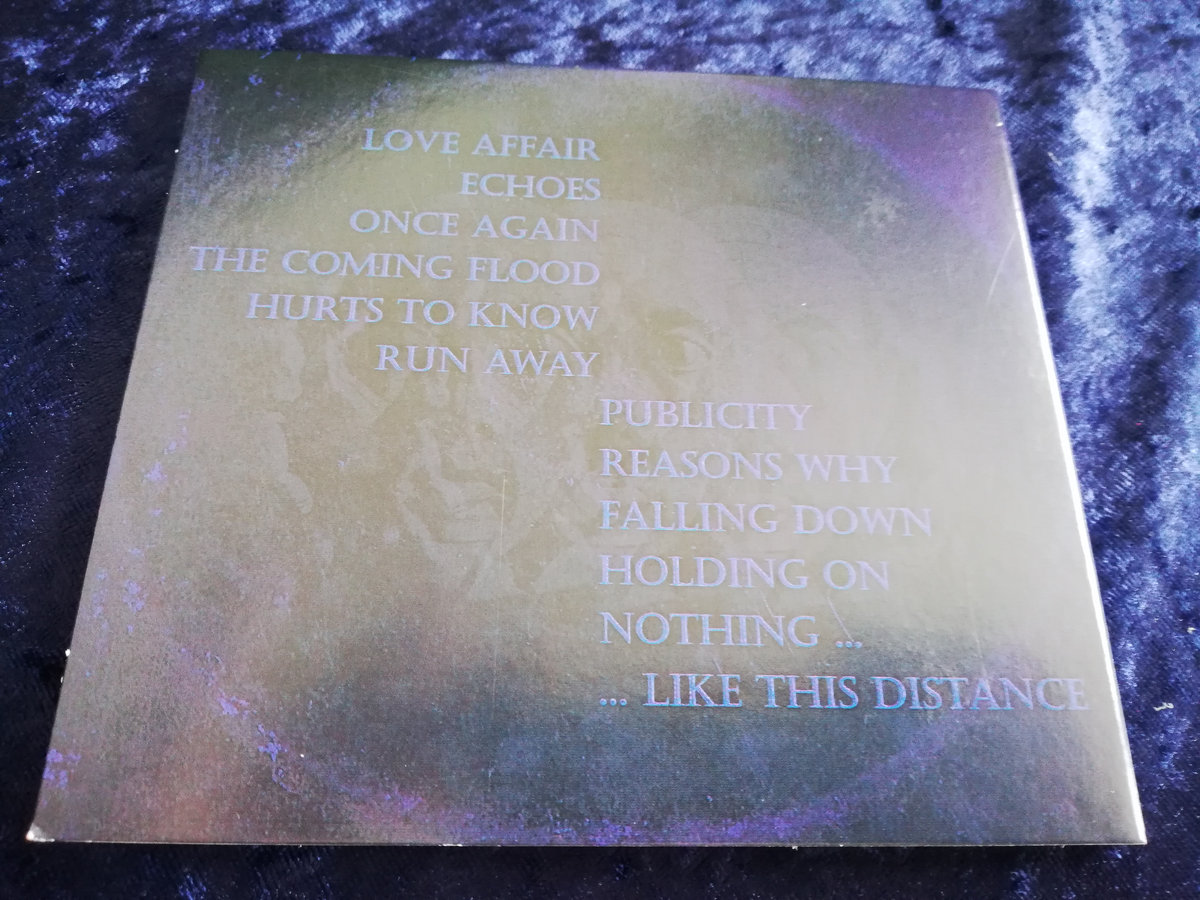 LOVE AFFAIR
ECHOES
ONCE AGAIN
THE COMING FLOOD
HURTS TO KNOW
RUN AWAY
PUBLICITY
REASONS WHY
FALLING DOWN
HOLDING ON
NOTHING ...
... LIKE THIS DISTANCE